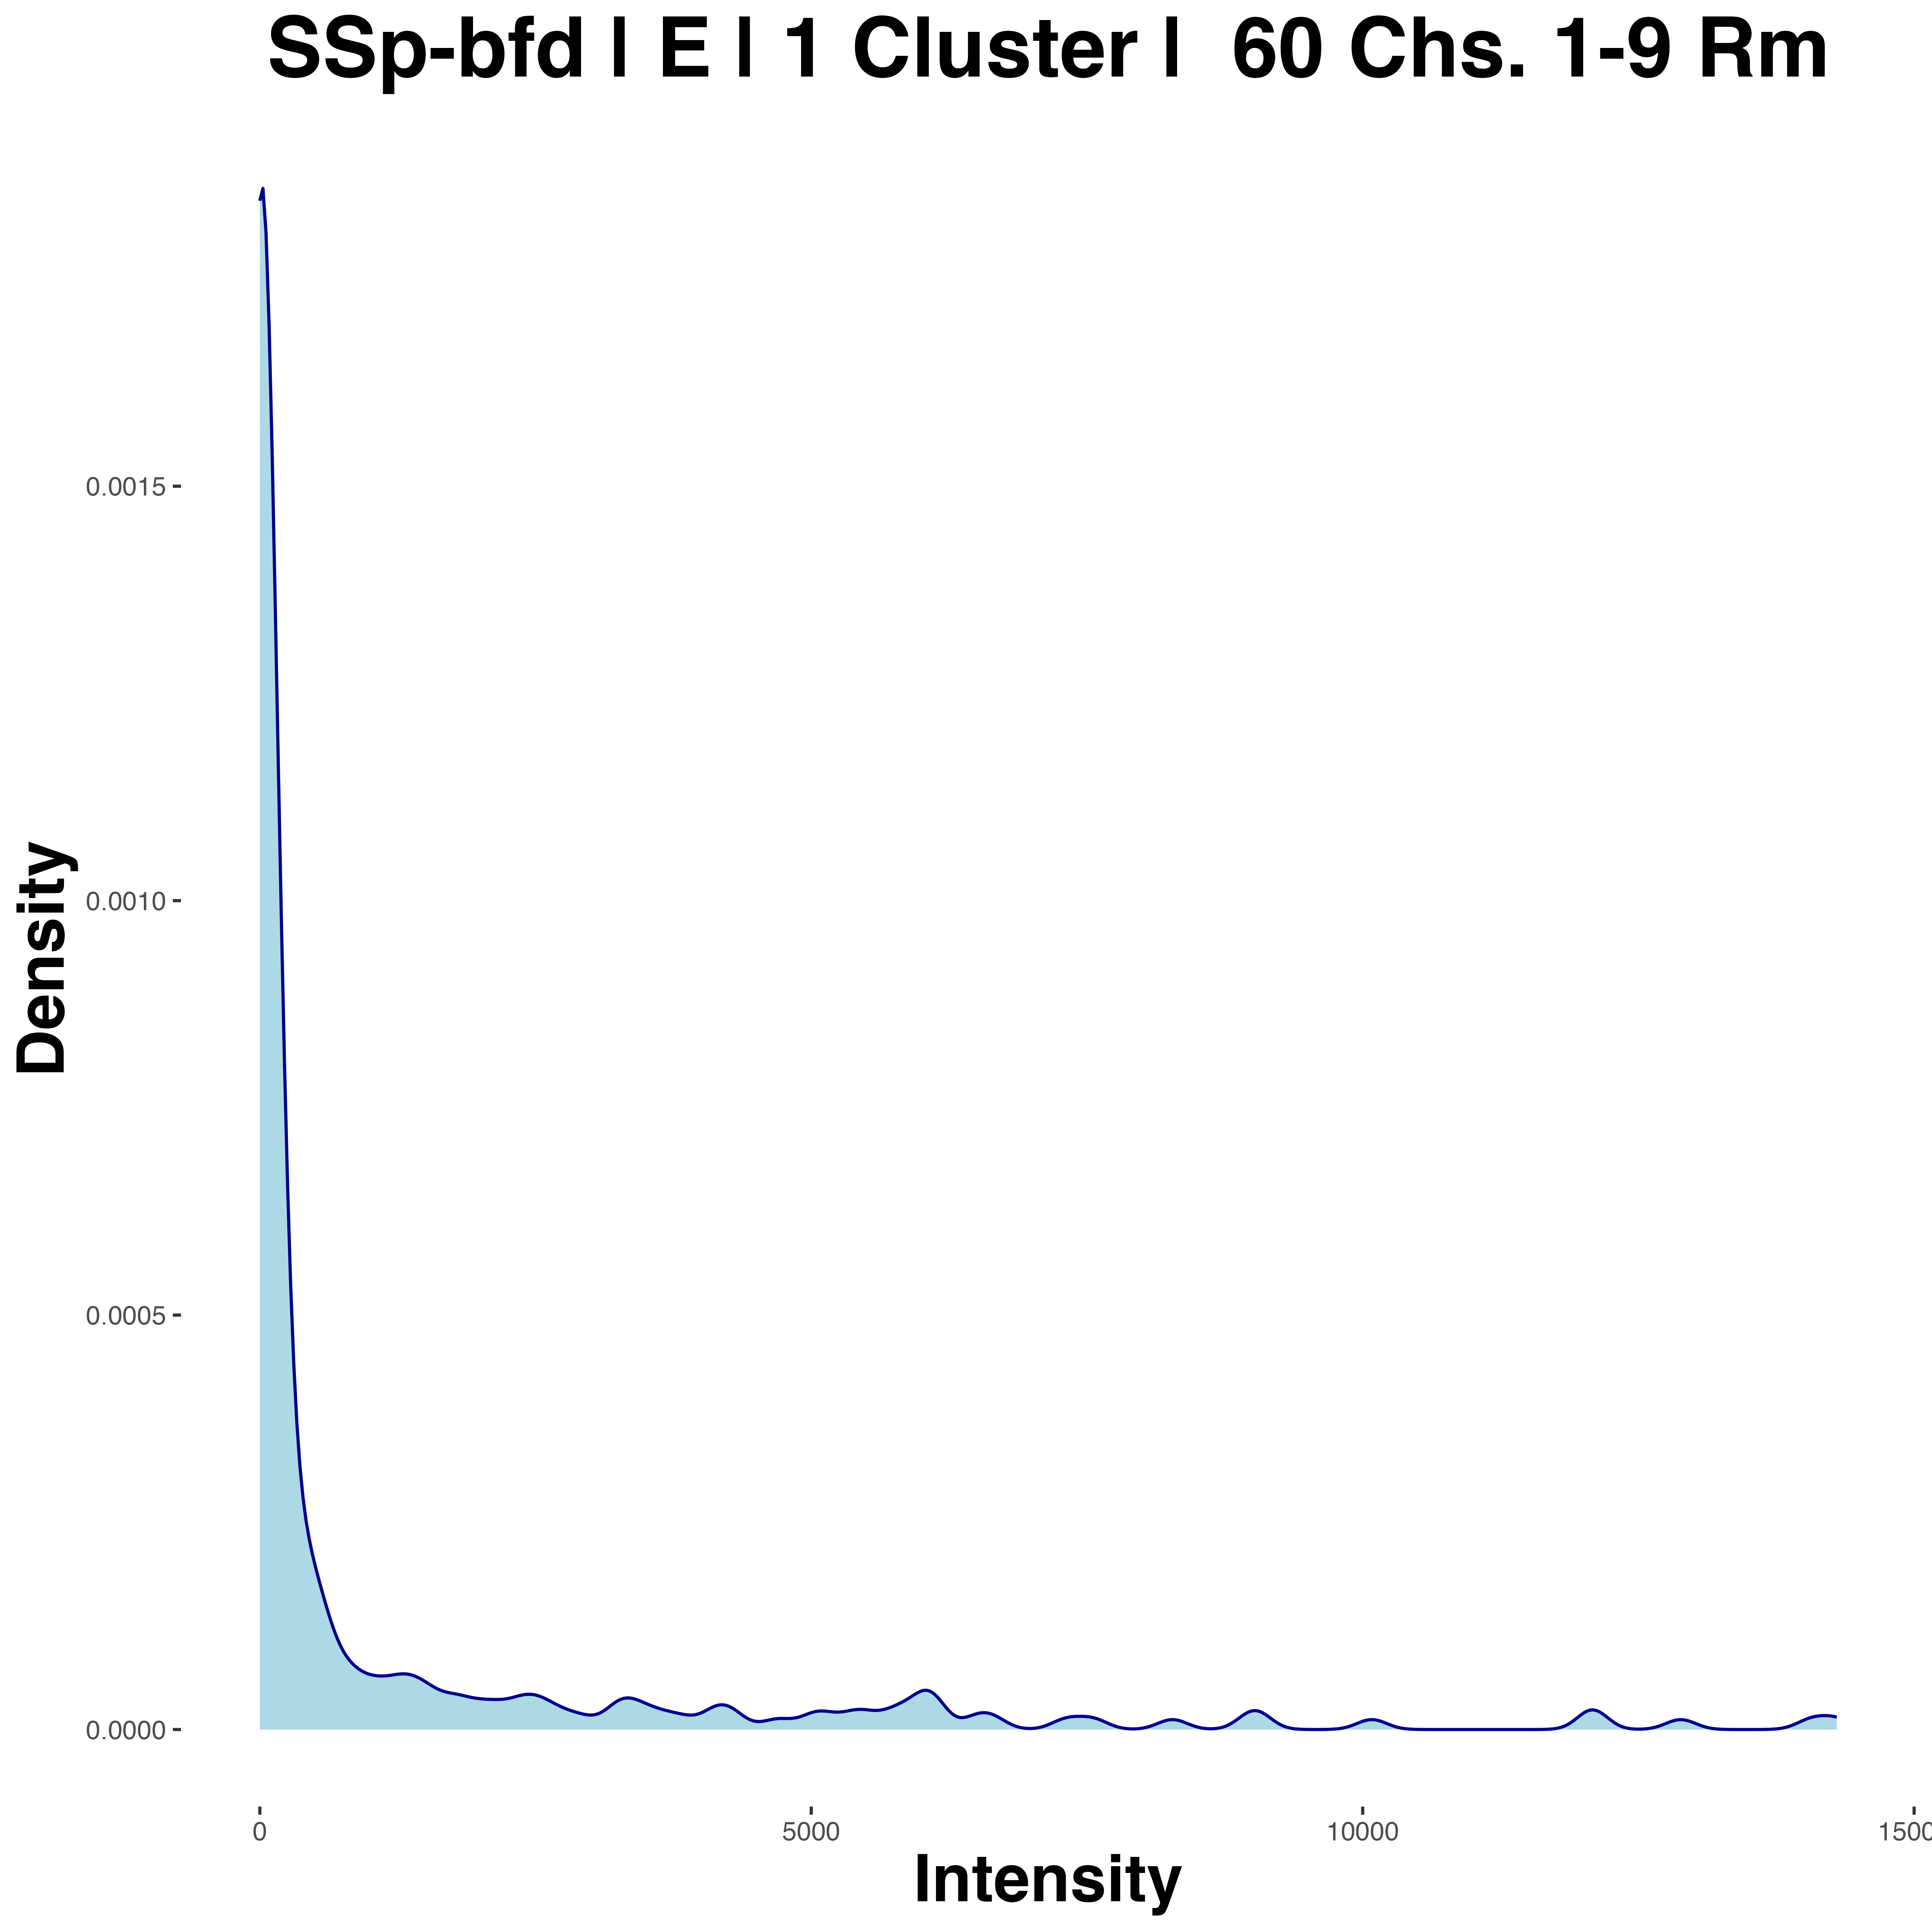 SSp-bfd | E | 1 Cluster | 60 Chs. 1-9 Rm
0.0015
0.0010
0.0005
0.0000
Density
0 5000 10000 1500
Intensity